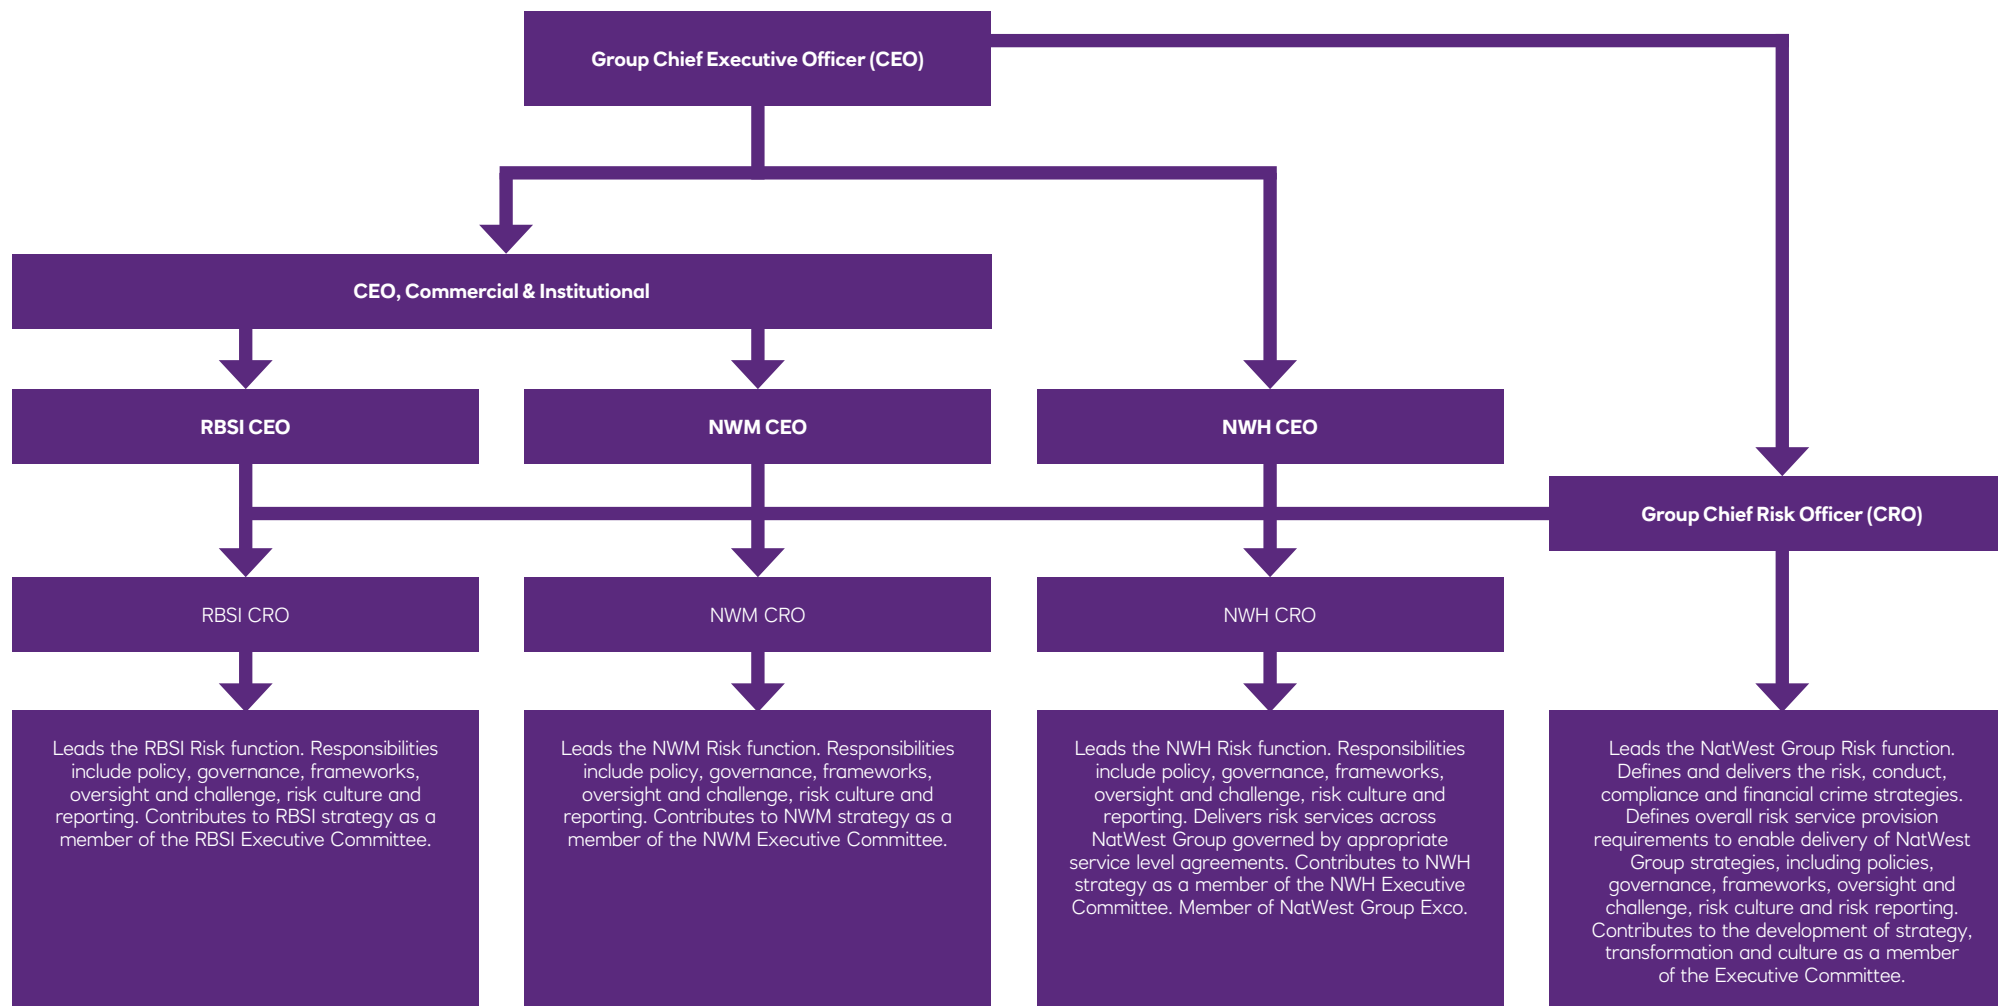 Group Chief Executive Officer (CEO)
CEO, Commercial & Institutional
RBSI CEO
NWM CEO
NWH CEO
Group Chief Risk Officer (CRO)
RBSI CRO
NWM CRO
NWH CRO
Leads the RBSI Risk function. Responsibilities
include policy, governance, frameworks,
oversight and challenge, risk culture and
reporting. Contributes to RBSI strategy as a
member of the RBSI Executive Committee.
Leads the NWM Risk function. Responsibilities
include policy, governance, frameworks,
oversight and challenge, risk culture and
reporting. Contributes to NWM strategy as a
member of the NWM Executive Committee.
Leads the NWH Risk function. Responsibilities
include policy, governance, frameworks,
oversight and challenge, risk culture and
reporting. Delivers risk services across
NatWest Group governed by appropriate
service level agreements. Contributes to NWH
strategy as a member of the NWH Executive
Committee. Member of NatWest Group Exco.
Leads the NatWest Group Risk function.
Defines and delivers the risk, conduct,
compliance and financial crime strategies.
Defines overall risk service provision
requirements to enable delivery of NatWest
Group strategies, including policies,
governance, frameworks, oversight and
challenge, risk culture and risk reporting.
Contributes to the development of strategy,
transformation and culture as a member
of the Executive Committee.